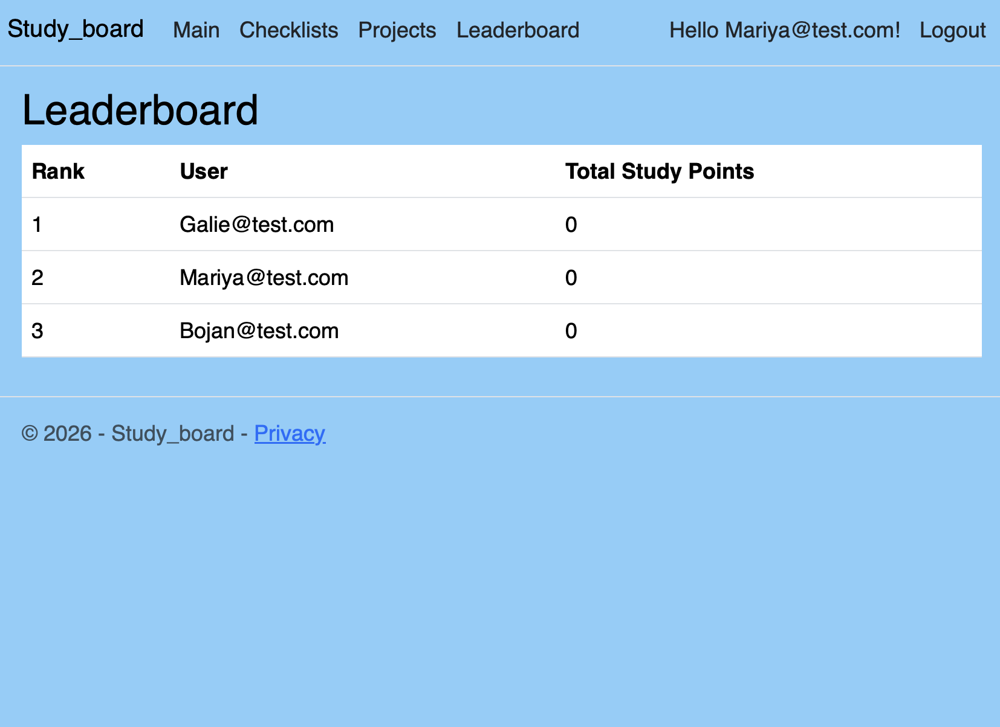 Study_board Main Checklists Projects Leaderboard Hello Mariya@test.com! Logout
Leaderboard
Rank User Total Study Points
1 Galie@test.com 0
2 Mariya@test.com 0
3 Bojan@test.com 0
© 2026 - Study_board - Privacy